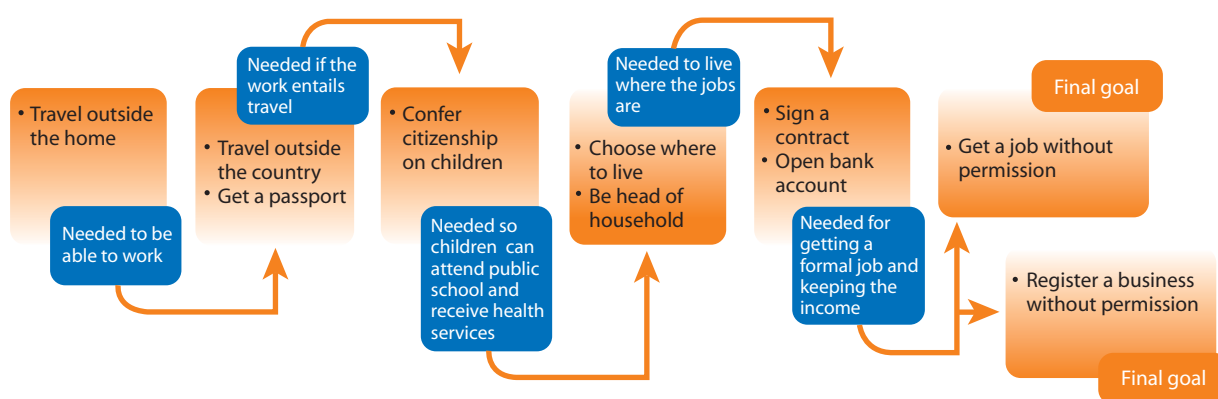 • Travel outside
the home
Needed to be
able to work
Needed if the
work entails
travel
• Travel outside
the country
• Get a passport
• Confer
citizenship
on children
Needed so
children can
attend public
school and
receive health
services
Needed to live
where the jobs
are
• Choose where
to live
• Be head of
household
• Sign a
contract
• Open bank
account
Needed for
getting a
formal job and
keeping the
income
Final goal
• Get a job without
permission
• Register a business
without permission
Final goal